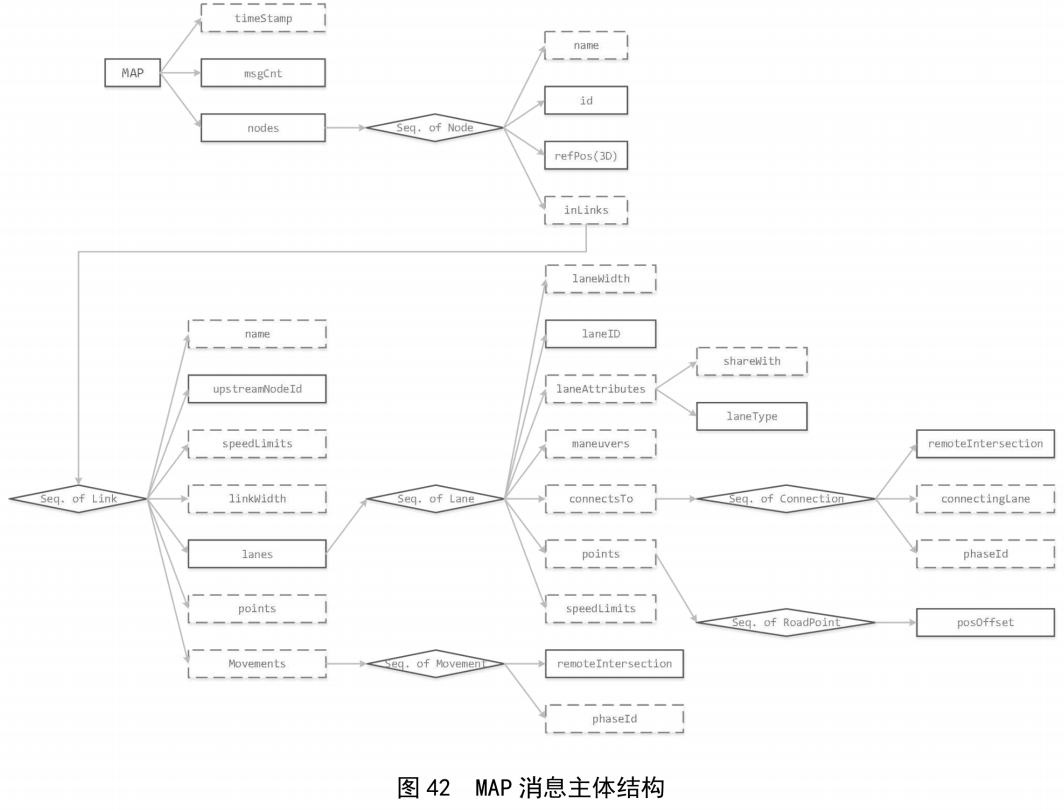 timeStamp
MAP
msgCnt
nodes
Seq. of Node
name
id
refPos(3D)
inLinks
Seq. of Link
name
upstreamNodeId
speedLimits
linkWidth
lanes
points
Movements
Seq. of Lane
laneWidth
laneID
laneAttributes
maneuvers
connectsTo
points
speedLimits
shareWith
laneType
Seq. of Connection
remoteIntersection
connectingLane
phaseId
Seq. of RoadPoint
posOffset
Seq. of Movement
remoteIntersection
phaseId
图 42 MAP 消息主体结构